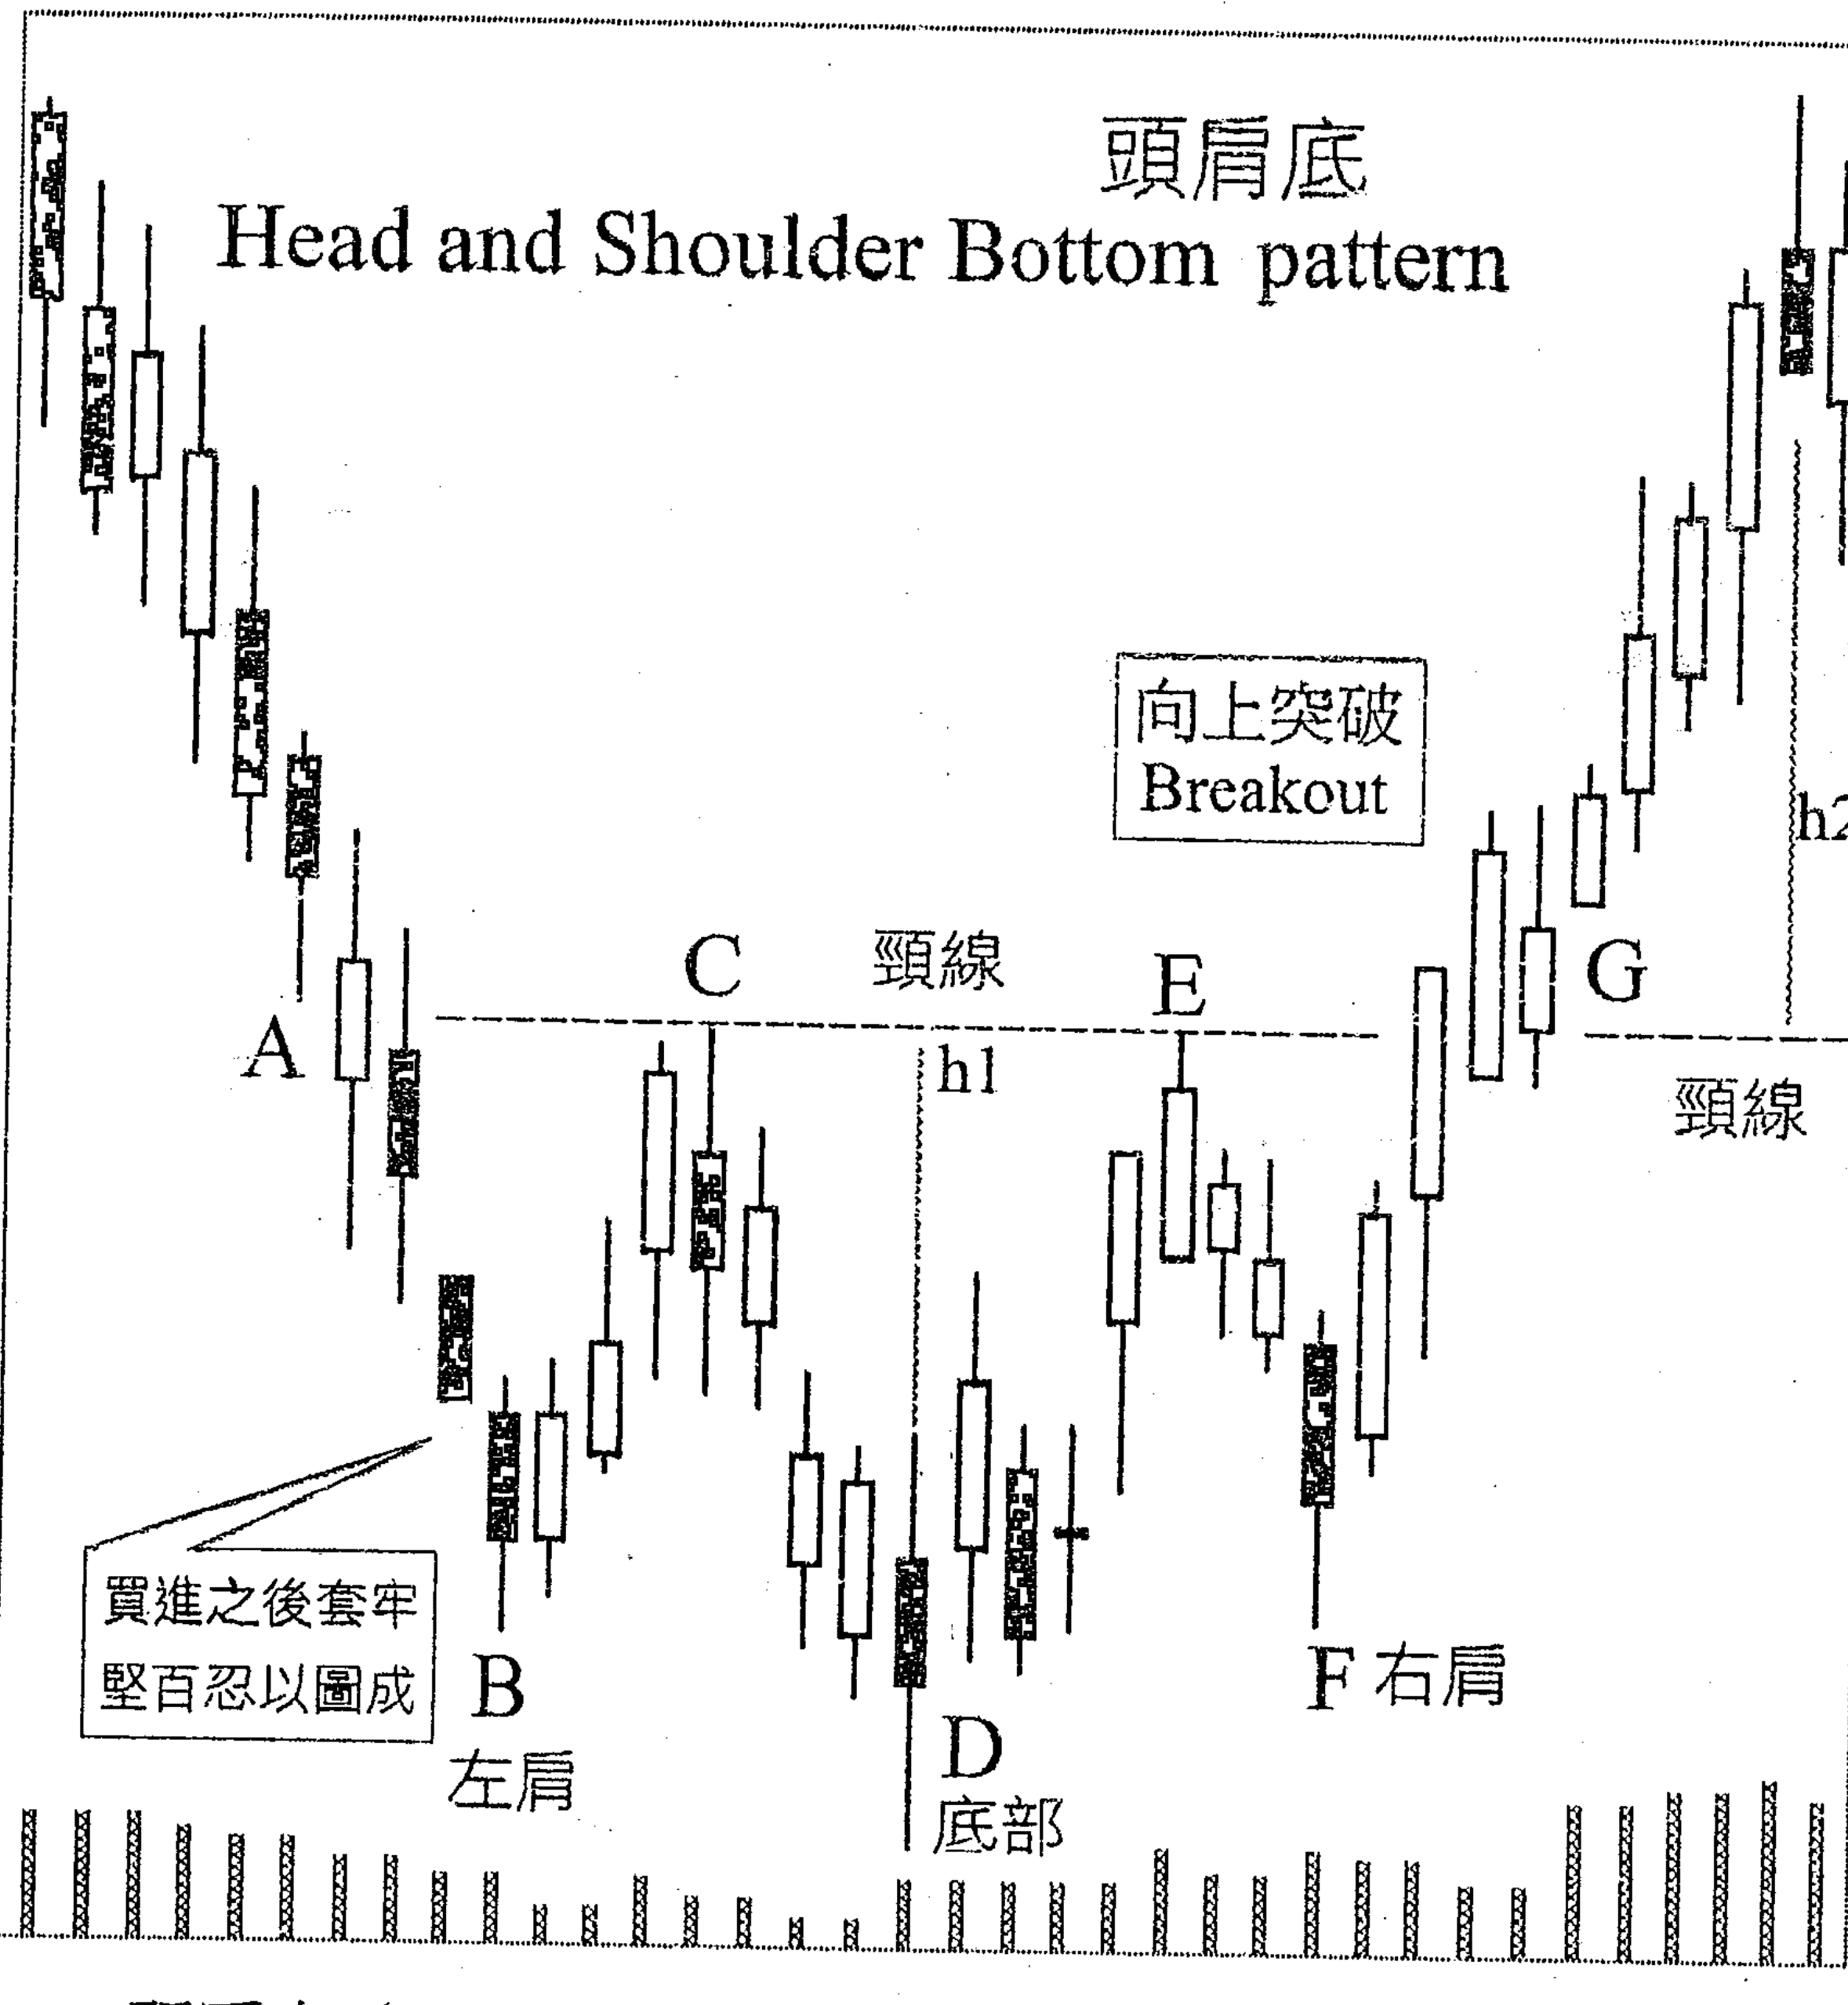 頭肩底
Head and Shoulder Bottom pattern
向上突破
Breakout
h2
C
頸線
E
G
A
h1
頸線
買進之後套牢
堅百忍以圖成
B
左肩
D
底部
F 右肩